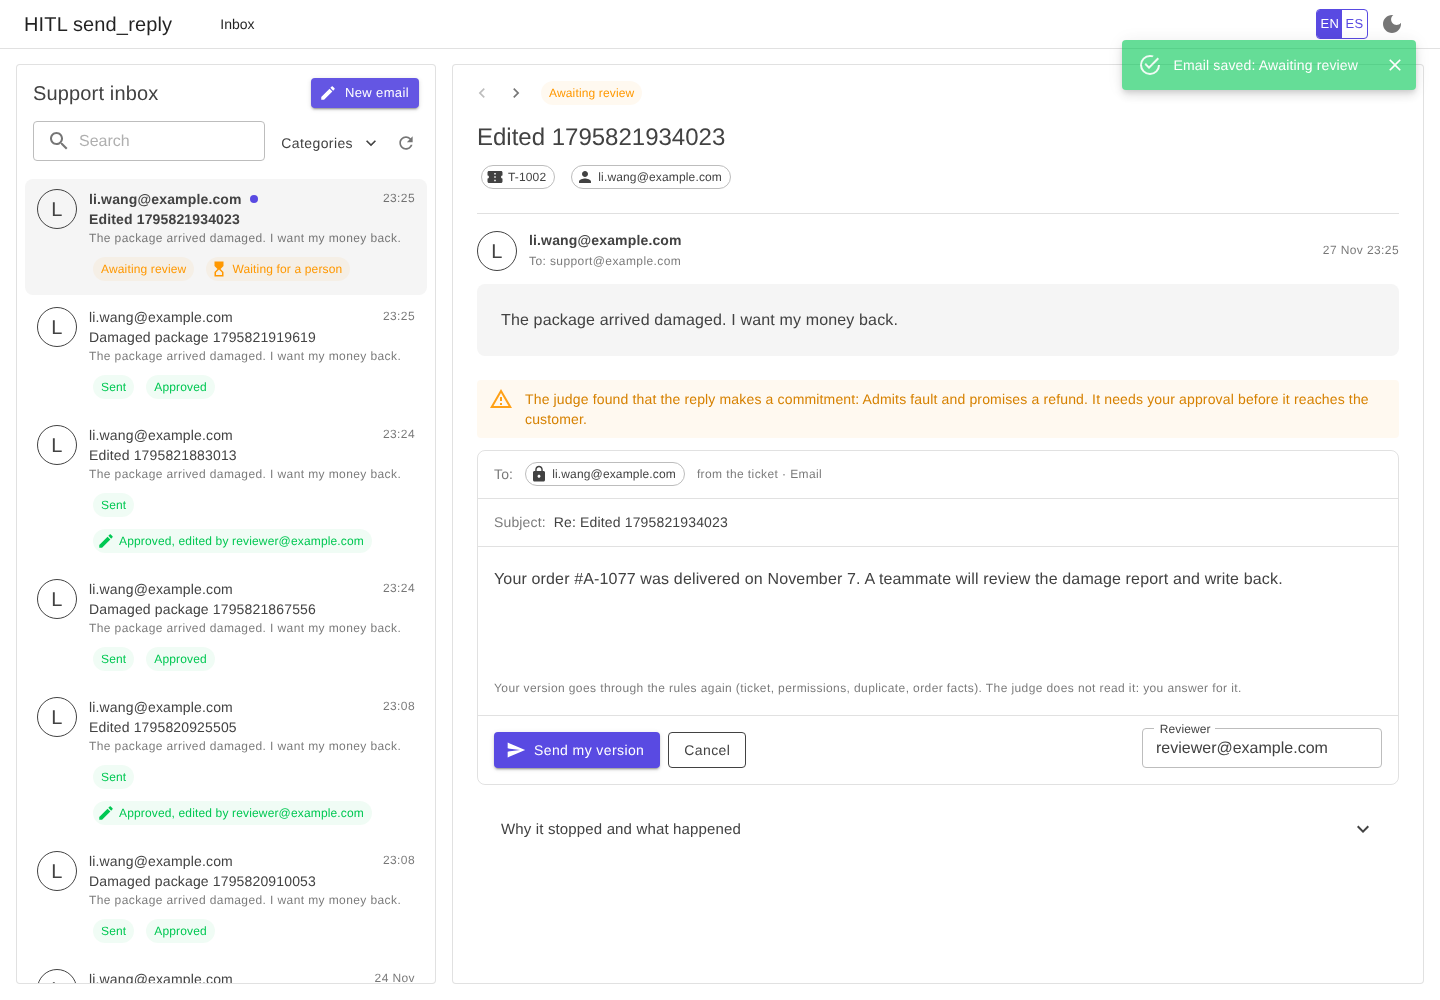 HITL send_reply
Inbox
EN ES
Email saved: Awaiting review
Support inbox
New email
Search
Categories
L
li.wang@example.com
23:25
Edited 1795821934023
The package arrived damaged. I want my money back.
Awaiting review
Waiting for a person
L
li.wang@example.com
23:25
Damaged package 1795821919619
The package arrived damaged. I want my money back.
Sent
Approved
L
li.wang@example.com
23:24
Edited 1795821883013
The package arrived damaged. I want my money back.
Sent
Approved, edited by reviewer@example.com
L
li.wang@example.com
23:24
Damaged package 1795821867556
The package arrived damaged. I want my money back.
Sent
Approved
L
li.wang@example.com
23:08
Edited 1795820925505
The package arrived damaged. I want my money back.
Sent
Approved, edited by reviewer@example.com
L
li.wang@example.com
23:08
Damaged package 1795820910053
The package arrived damaged. I want my money back.
Sent
Approved
li.wang@example.com
24 Nov
Awaiting review
Edited 1795821934023
T-1002
li.wang@example.com
L
li.wang@example.com
To: support@example.com
27 Nov 23:25
The package arrived damaged. I want my money back.
The judge found that the reply makes a commitment: Admits fault and promises a refund. It needs your approval before it reaches the
customer.
To:
li.wang@example.com
from the ticket · Email
Subject: Re: Edited 1795821934023
Your order #A-1077 was delivered on November 7. A teammate will review the damage report and write back.
Your version goes through the rules again (ticket, permissions, duplicate, order facts). The judge does not read it: you answer for it.
Send my version
Cancel
Reviewer
reviewer@example.com
Why it stopped and what happened